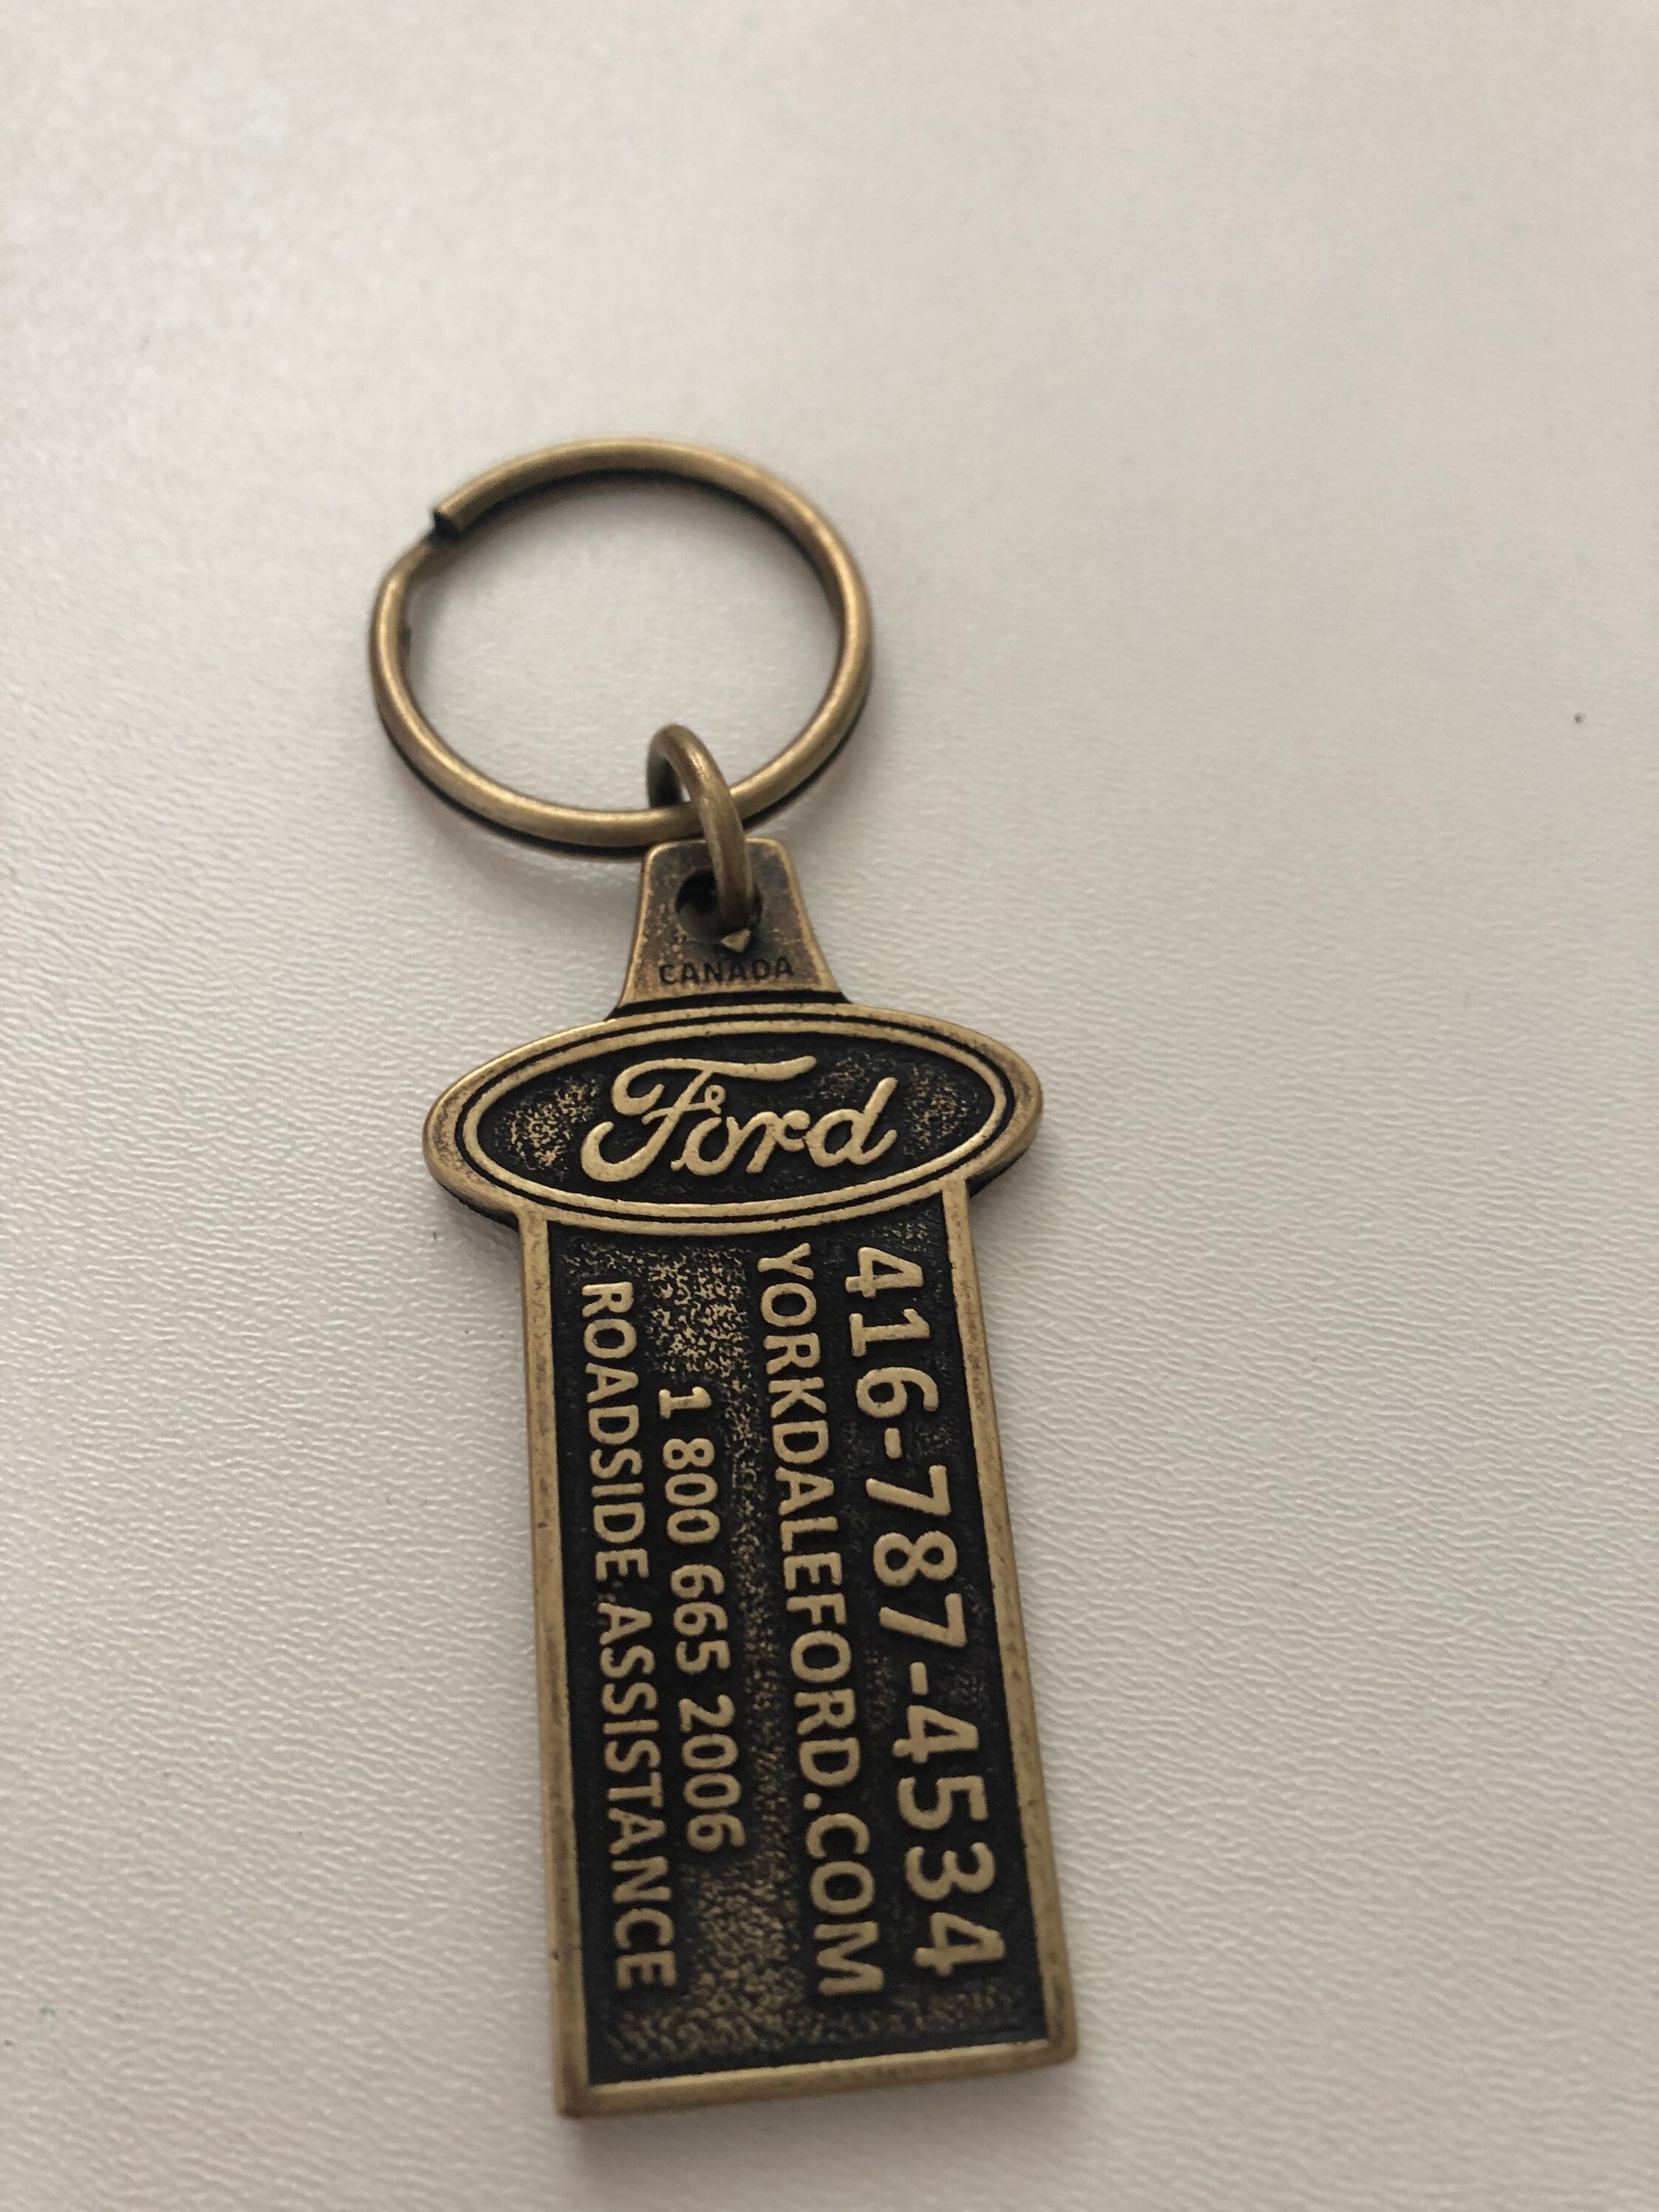 CANADA
Ford
416-787-4534
YORKDALEFORD.COM
1 800 665 2006
ROADSIDE ASSISTANCE